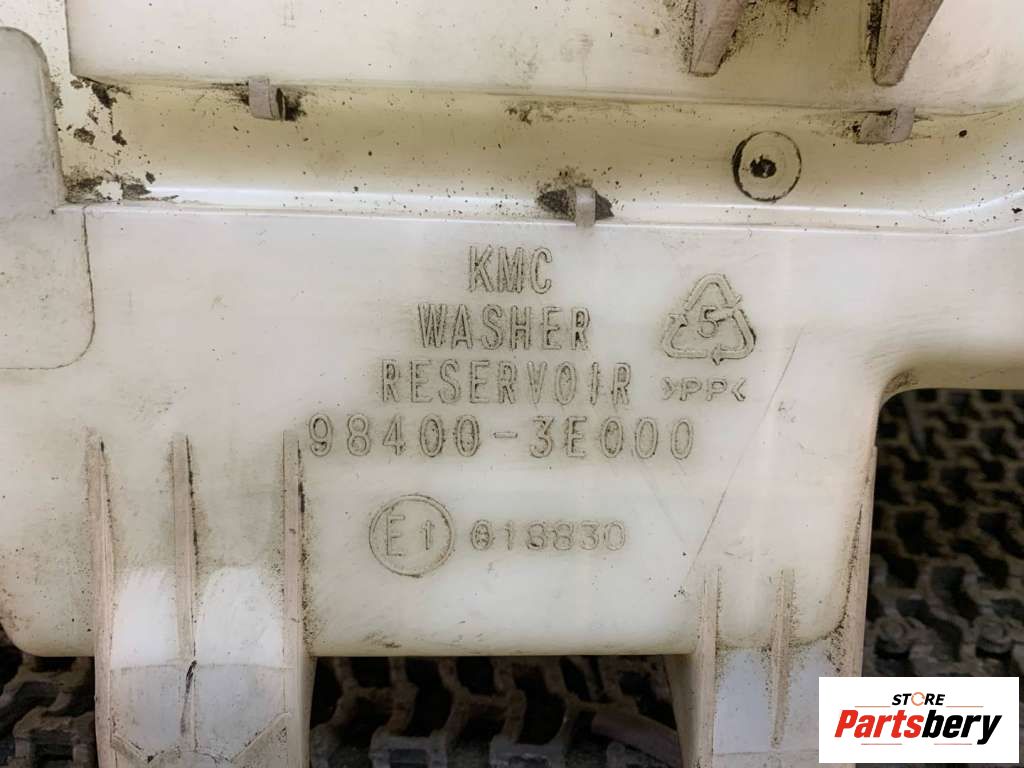 KMC
WASHER
RESERVOIR
98400-3E000
5
>PP<
E1 018830
STORE
Partsbery